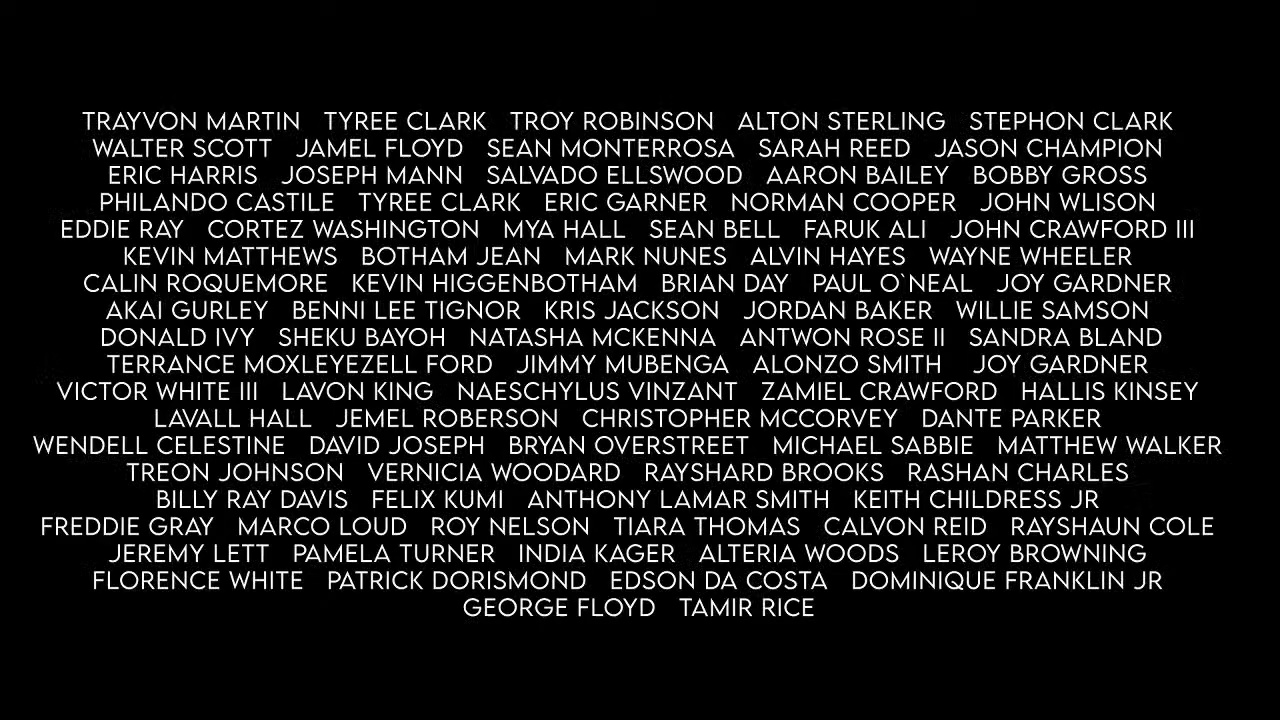 TRAYVON MARTIN TYREE CLARK TROY ROBINSON ALTON STERLING STEPHON CLARK
WALTER SCOTT JAMEL FLOYD SEAN MONTERROSA SARAH REED JASON CHAMPION
ERIC HARRIS JOSEPH MANN SALVADO ELLSWOOD AARON BAILEY BOBBY GROSS
PHILANDO CASTILE TYREE CLARK ERIC GARNER NORMAN COOPER JOHN WLISON
EDDIE RAY CORTEZ WASHINGTON MYA HALL SEAN BELL FARUK ALI JOHN CRAWFORD III
KEVIN MATTHEWS BOTHAM JEAN MARK NUNES ALVIN HAYES WAYNE WHEELER
CALIN ROQUEMORE KEVIN HIGGENBOTHAM BRIAN DAY PAUL O`NEAL JOY GARDNER
AKAI GURLEY BENNI LEE TIGNOR KRIS JACKSON JORDAN BAKER WILLIE SAMSON
DONALD IVY SHEKU BAYOH NATASHA MCKENNA ANTWON ROSE II SANDRA BLAND
TERRANCE MOXLEYEZELL FORD JIMMY MUBENGA ALONZO SMITH JOY GARDNER
VICTOR WHITE III LAVON KING NAESCHYLUS VINZANT ZAMIEL CRAWFORD HALLIS KINSEY
LAVALL HALL JEMEL ROBERSON CHRISTOPHER MCCORVEY DANTE PARKER
WENDELL CELESTINE DAVID JOSEPH BRYAN OVERSTREET MICHAEL SABBIE MATTHEW WALKER
TREON JOHNSON VERNICIA WOODARD RAYSHARD BROOKS RASHAN CHARLES
BILLY RAY DAVIS FELIX KUMI ANTHONY LAMAR SMITH KEITH CHILDRESS JR
FREDDIE GRAY MARCO LOUD ROY NELSON TIARA THOMAS CALVON REID RAYSHAUN COLE
JEREMY LETT PAMELA TURNER INDIA KAGER ALTERIA WOODS LEROY BROWNING
FLORENCE WHITE PATRICK DORISMOND EDSON DA COSTA DOMINIQUE FRANKLIN JR
GEORGE FLOYD TAMIR RICE